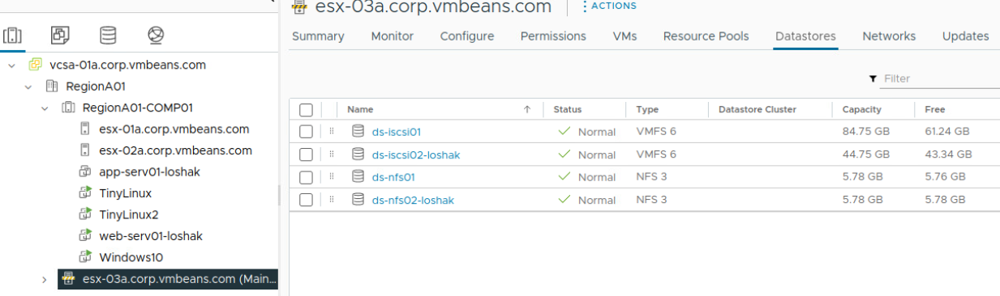 esx-03a.corp.vmbeans.com ACTIONS
Summary Monitor Configure Permissions VMs Resource Pools Datastores Networks Updates
vcsa-01a.corp.vmbeans.com
RegionA01
RegionA01-COMP01
esx-01a.corp.vmbeans.com
esx-02a.corp.vmbeans.com
app-serv01-loshak
TinyLinux
TinyLinux2
web-serv01-loshak
Windows10
esx-03a.corp.vmbeans.com (Main...
Filter
Name Status Type Datastore Cluster Capacity Free
ds-iscsi01 Normal VMFS 6 84.75 GB 61.24 GB
ds-iscsi02-loshak Normal VMFS 6 44.75 GB 43.34 GB
ds-nfs01 Normal NFS 3 5.78 GB 5.76 GB
ds-nfs02-loshak Normal NFS 3 5.78 GB 5.78 GB